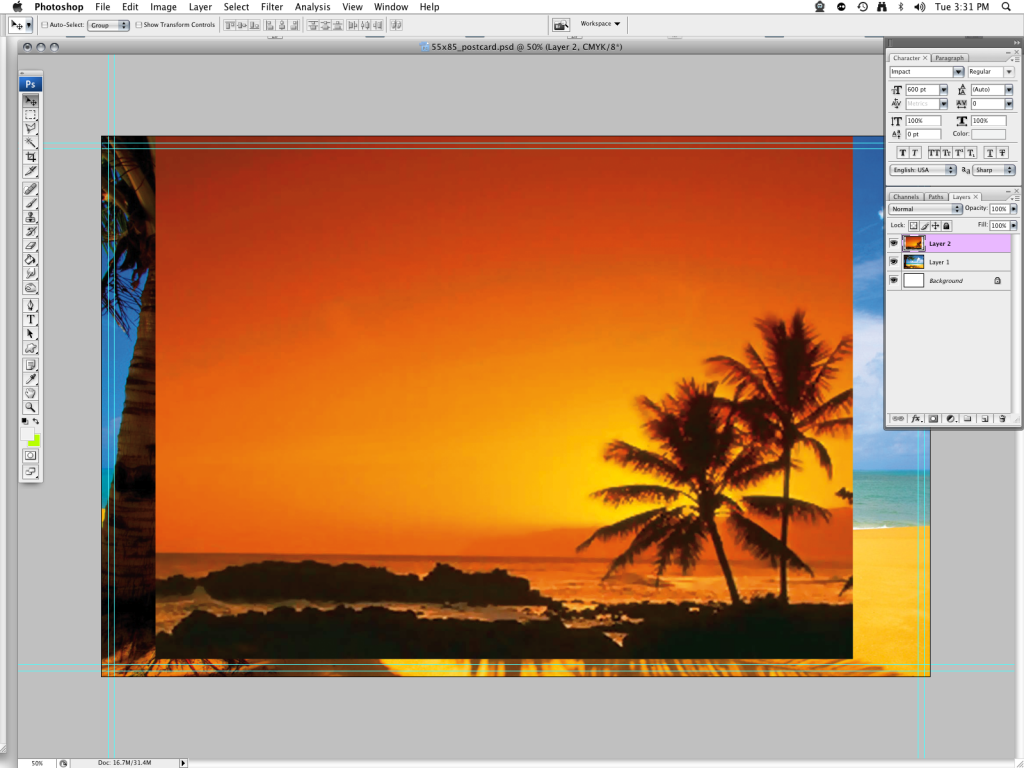 Photoshop File Edit Image Layer Select Filter Analysis View Window Help Tue 3:31 PM
Auto-Select: Group Show Transform Controls Workspace
55x85_postcard.psd @ 50% (Layer 2, CMYK/8*)
Ps
T
Character × Paragraph
Impact Regular
600 pt (Auto)
Metrics 0
100% 100%
0 pt Color:
T T TT Tr T¹ T₁ T T
English: USA aa Sharp
Channels Paths Layers ×
Normal Opacity: 100%
Lock: Fill: 100%
Layer 2
Layer 1
Background
fx
50% Doc: 16.7M/31.4M